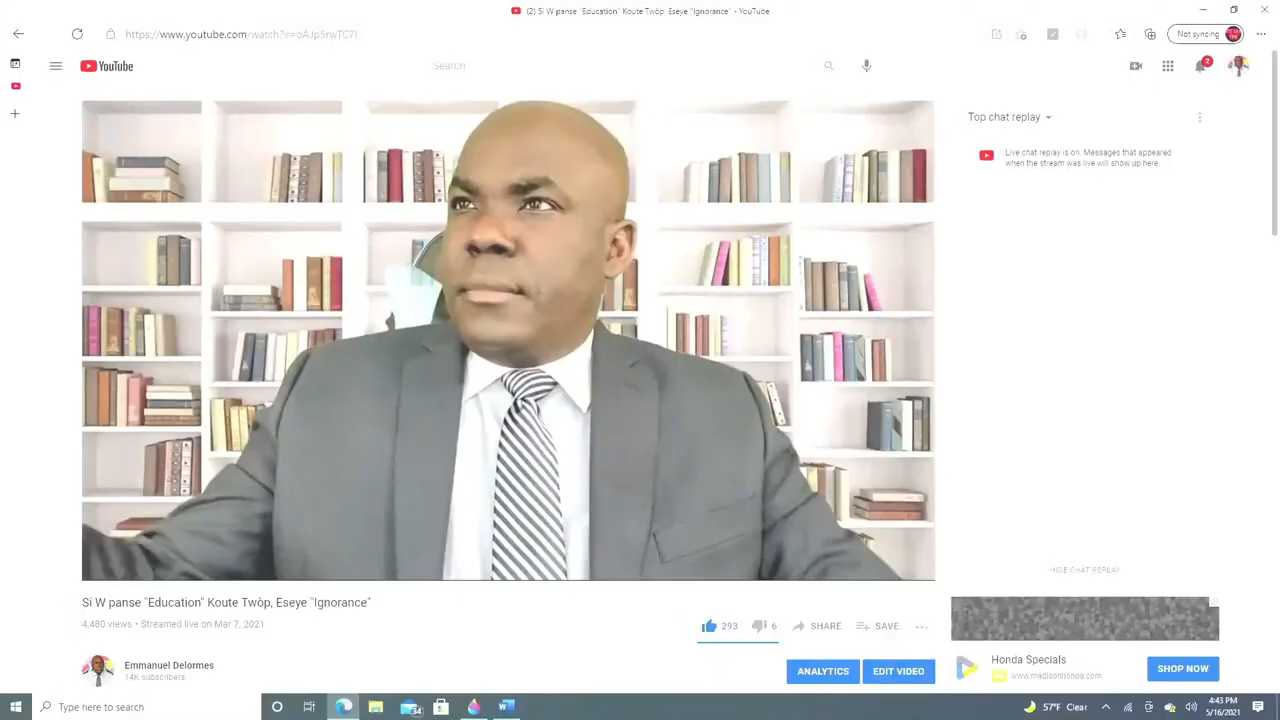 (2) Si W panse "Education" Koute Twòp, Eseye "Ignorance" - YouTube
Not syncing
YouTube
Search
2
Top chat replay
Live chat replay is on. Messages that appeared
when the stream was live will show up here.
HIDE CHAT REPLAY
Si W panse "Education" Koute Twòp, Eseye "Ignorance"
4,480 views • Streamed live on Mar 7, 2021
293
6
SHARE
SAVE
Emmanuel Delormes
14K subscribers
ANALYTICS
EDIT VIDEO
Honda Specials
SHOP NOW
Type here to search
34
57°F Clear
4:43 PM
5/16/2021